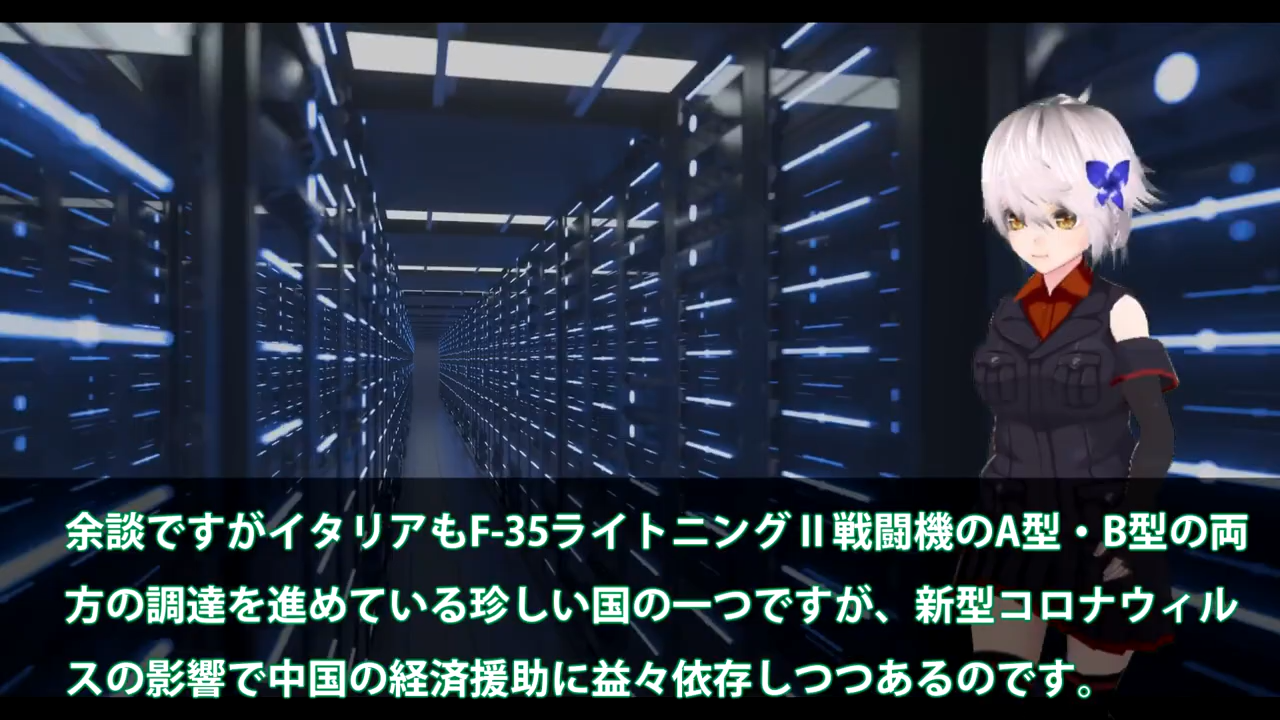 余談ですがイタリアもF-35ライトニングⅡ戦闘機のA型・B型の両
方の調達を進めている珍しい国の一つですが、新型コロナウィル
スの影響で中国の経済援助に益々依存しつつあるのです。